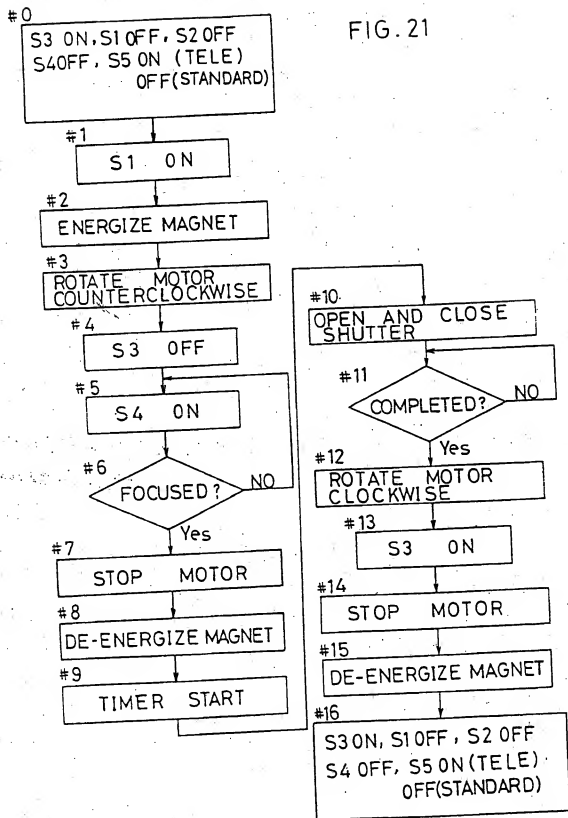 FIG. 21
#0
S3 ON, S1 OFF, S2 OFF
S4 OFF, S5 ON (TELE)
OFF (STANDARD)
#1
S1 ON
#2
ENERGIZE MAGNET
#3
ROTATE MOTOR
COUNTERCLOCKWISE
#4
S3 OFF
#5
S4 ON
#6
FOCUSED?
NO
Yes
#7
STOP MOTOR
#8
DE-ENERGIZE MAGNET
#9
TIMER START
#10
OPEN AND CLOSE
SHUTTER
#11
COMPLETED?
NO
Yes
#12
ROTATE MOTOR
CLOCKWISE
#13
S3 ON
#14
STOP MOTOR
#15
DE-ENERGIZE MAGNET
#16
S3 ON, S1 OFF, S2 OFF
S4 OFF, S5 ON (TELE)
OFF (STANDARD)